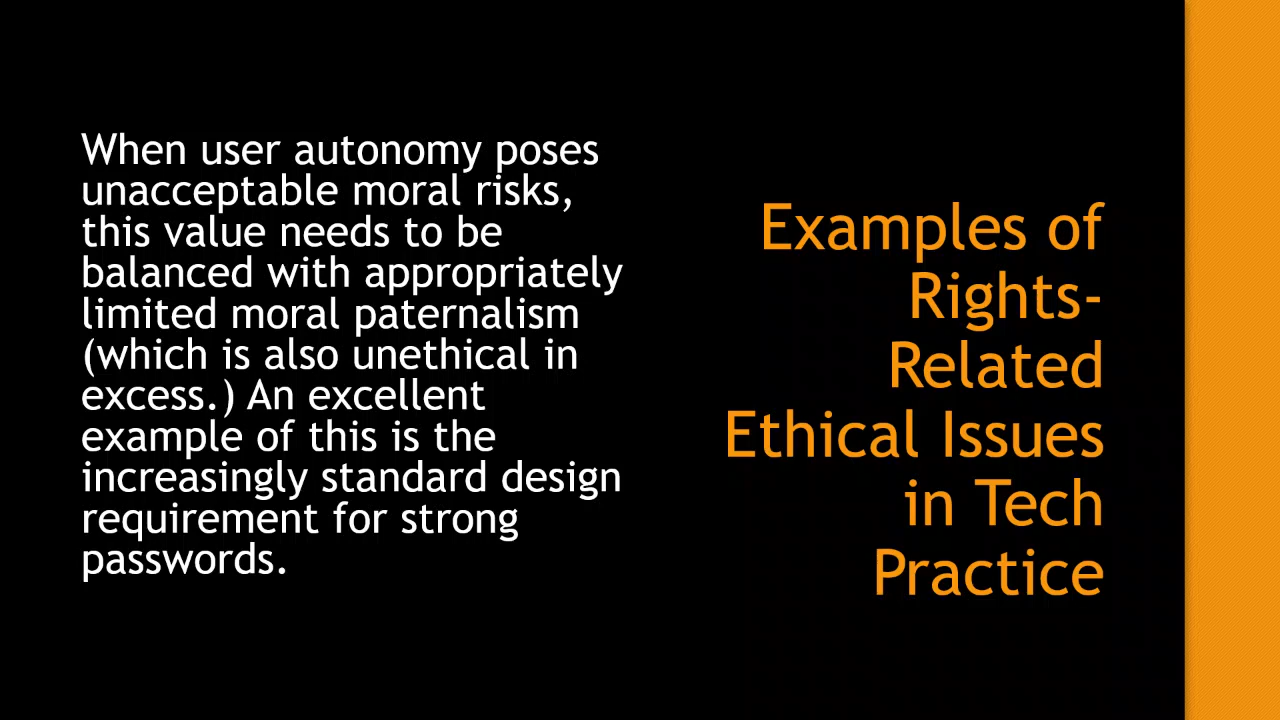 When user autonomy poses
unacceptable moral risks,
this value needs to be
balanced with appropriately
limited moral paternalism
(which is also unethical in
excess.) An excellent
example of this is the
increasingly standard design
requirement for strong
passwords.
Examples of
Rights-
Related
Ethical Issues
in Tech
Practice